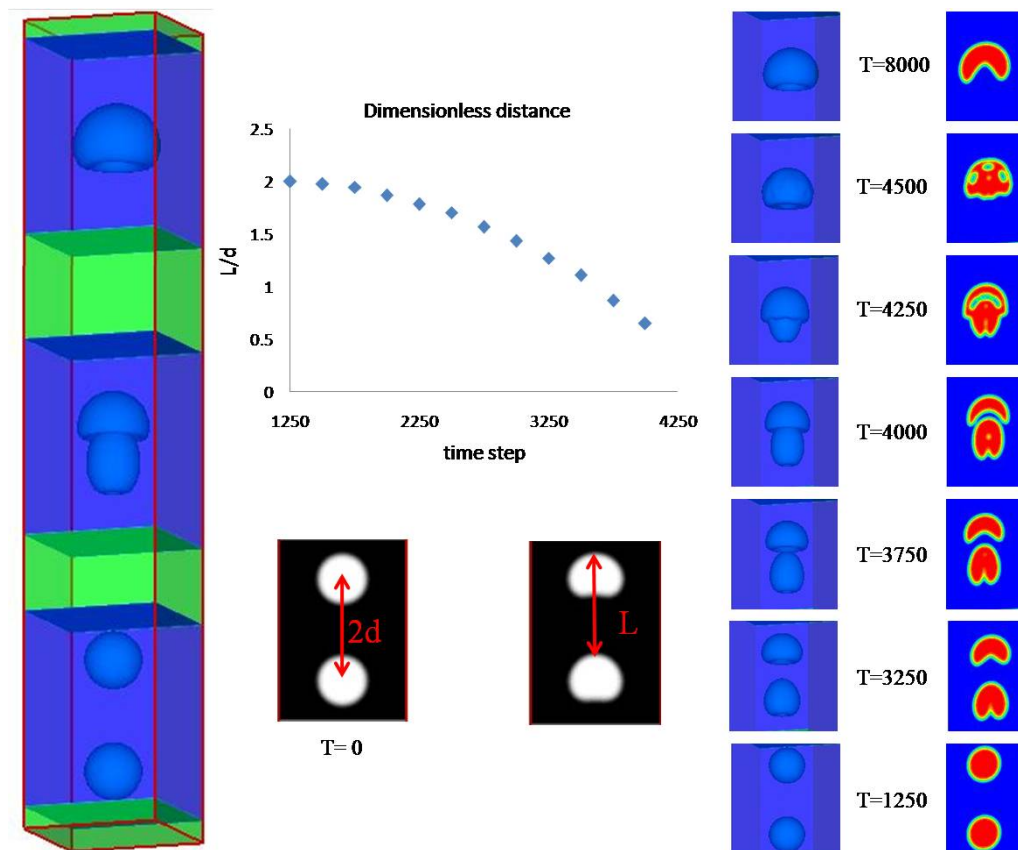 Dimensionless distance
2.5
2
1.5
1
0.5
0
L/d
1250 2250 3250 4250
time step
2d
L
T= 0
T=8000
T=4500
T=4250
T=4000
T=3750
T=3250
T=1250